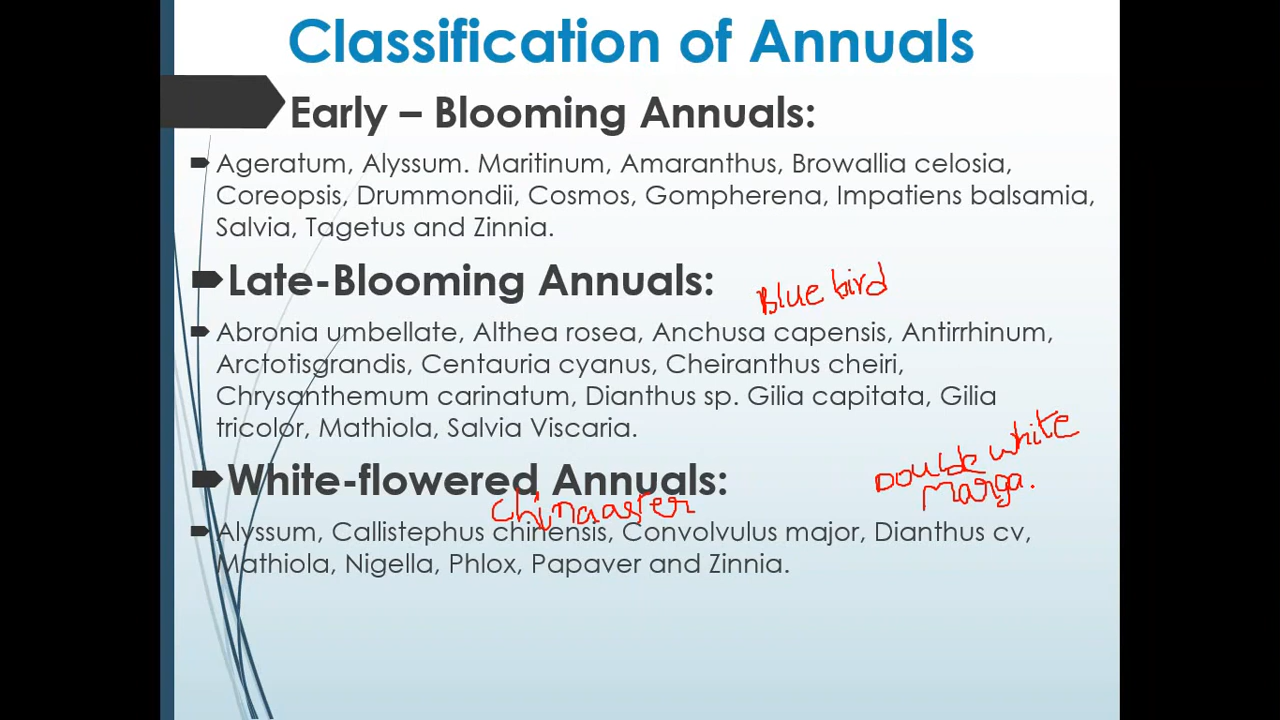 Classification of Annuals
Early – Blooming Annuals:
Ageratum, Alyssum. Maritinum, Amaranthus, Browallia celosia,
Coreopsis, Drummondii, Cosmos, Gompherena, Impatiens balsamia,
Salvia, Tagetus and Zinnia.
Late-Blooming Annuals:
Blue bird
Abronia umbellate, Althea rosea, Anchusa capensis, Antirrhinum,
Arctotisgrandis, Centauria cyanus, Cheiranthus cheiri,
Chrysanthemum carinatum, Dianthus sp. Gilia capitata, Gilia
tricolor, Mathiola, Salvia Viscaria.
Double white
Marga.
White-flowered Annuals:
China aster
Alyssum, Callistephus chinensis, Convolvulus major, Dianthus cv,
Mathiola, Nigella, Phlox, Papaver and Zinnia.